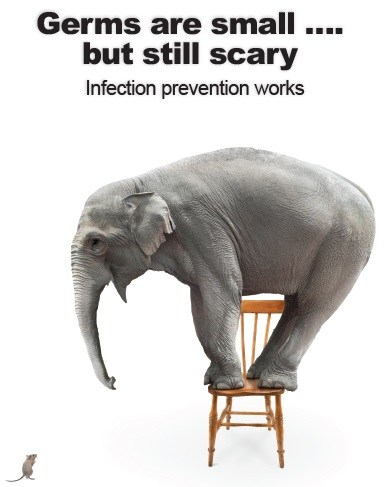 Germs are small ....
but still scary
Infection prevention works